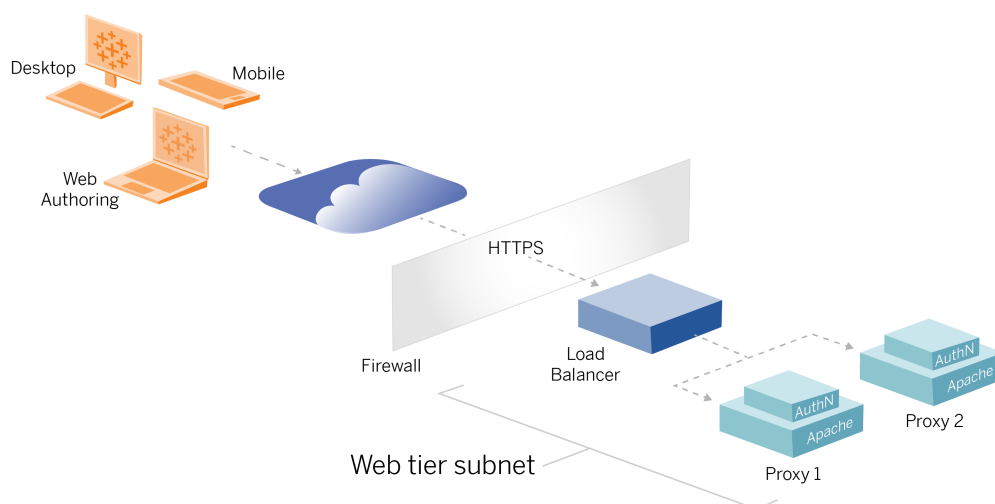 Desktop
Mobile
Web
Authoring
HTTPS
Firewall
Load
Balancer
AuthN
Apache
Proxy 2
AuthN
Apache
Proxy 1
Web tier subnet